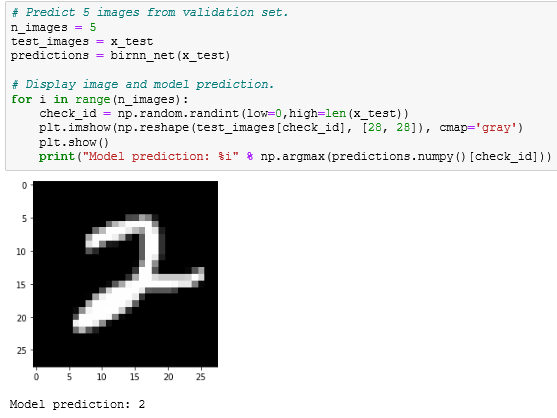 # Predict 5 images from validation set.
n_images = 5
test_images = x_test
predictions = birnn_net(x_test)
# Display image and model prediction.
for i in range(n_images):
    check_id = np.random.randint(low=0,high=len(x_test))
    plt.imshow(np.reshape(test_images[check_id], [28, 28]), cmap='gray')
    plt.show()
    print("Model prediction: %i" % np.argmax(predictions.numpy()[check_id]))
0
5
10
15
20
25
2
0 5 10 15 20 25
Model prediction: 2